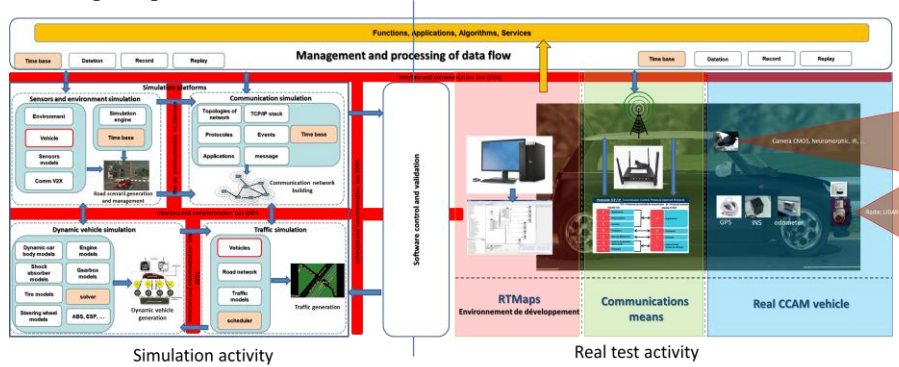 Functions, Applications, Algorithms, Services
Management and processing of data flow
Time base
Datation
Record
Replay
Time base
Datation
Record
Replay
Simulation platforms
Sensors and environment simulation
Environment
Vehicle
Sensors
models
Comm V2X
Simulation
engine
Time base
Road scenarii generation
and management
Communication simulation
Topologies of
network
TCP/IP stack
Protocoles
Events
Time base
Applications
message
Communication network
building
Dynamic vehicle simulation
Dynamic car
body models
Engine
models
Shock
absorber
models
Gearbox
models
Tire models
solver
Steering wheel
models
ABS, ESP, ...
Dynamic vehicle
generation
Traffic simulation
Vehicles
Road network
Traffic
models
scheduler
Traffic generation
Software control and validation
Camera CMOS, Neuromorphic, IR, ...
GPS
INS
odometer
Radar, LiDAR
RTMaps
Environnement de développement
Communications
means
Real CCAM vehicle
Simulation activity
Real test activity